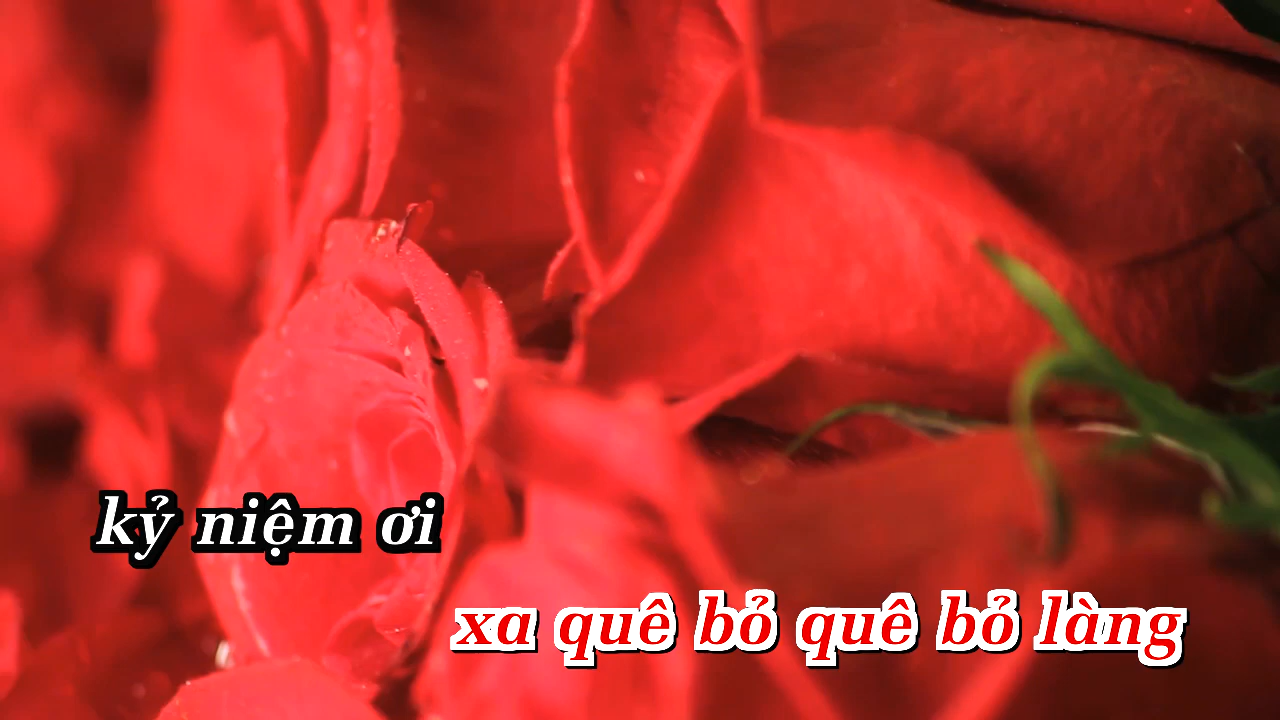 kỷ niệm ơi
xa quê bỏ quê bỏ làng